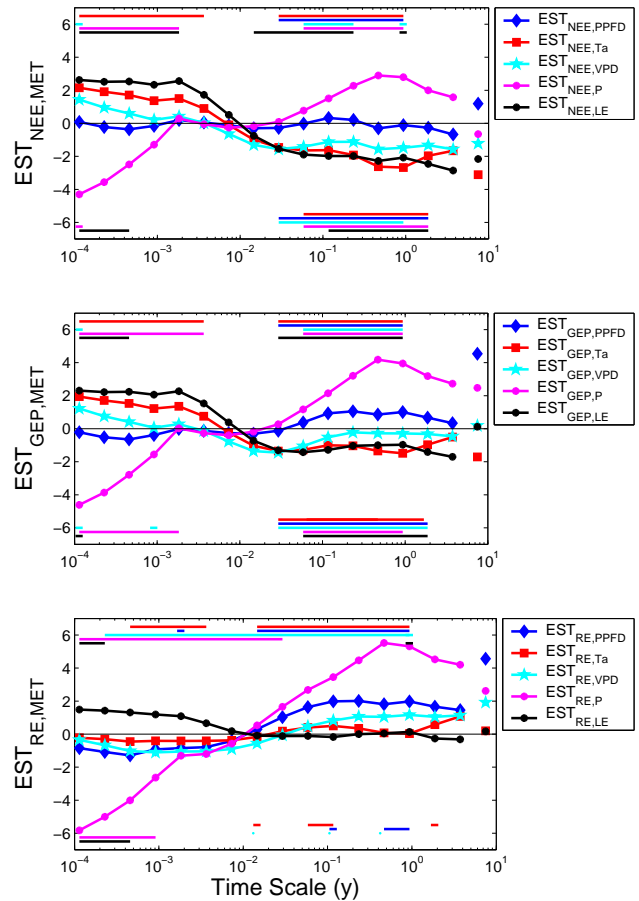 EST_NEE,MET
6
4
2
0
−2
−4
−6
10^−4 10^−3 10^−2 10^−1 10^0 10^1
EST_NEE,PPFD
EST_NEE,Ta
EST_NEE,VPD
EST_NEE,P
EST_NEE,LE
EST_GEP,MET
6
4
2
0
−2
−4
−6
10^−4 10^−3 10^−2 10^−1 10^0 10^1
EST_GEP,PPFD
EST_GEP,Ta
EST_GEP,VPD
EST_GEP,P
EST_GEP,LE
EST_RE,MET
6
4
2
0
−2
−4
−6
10^−4 10^−3 10^−2 10^−1 10^0 10^1
Time Scale (y)
EST_RE,PPFD
EST_RE,Ta
EST_RE,VPD
EST_RE,P
EST_RE,LE